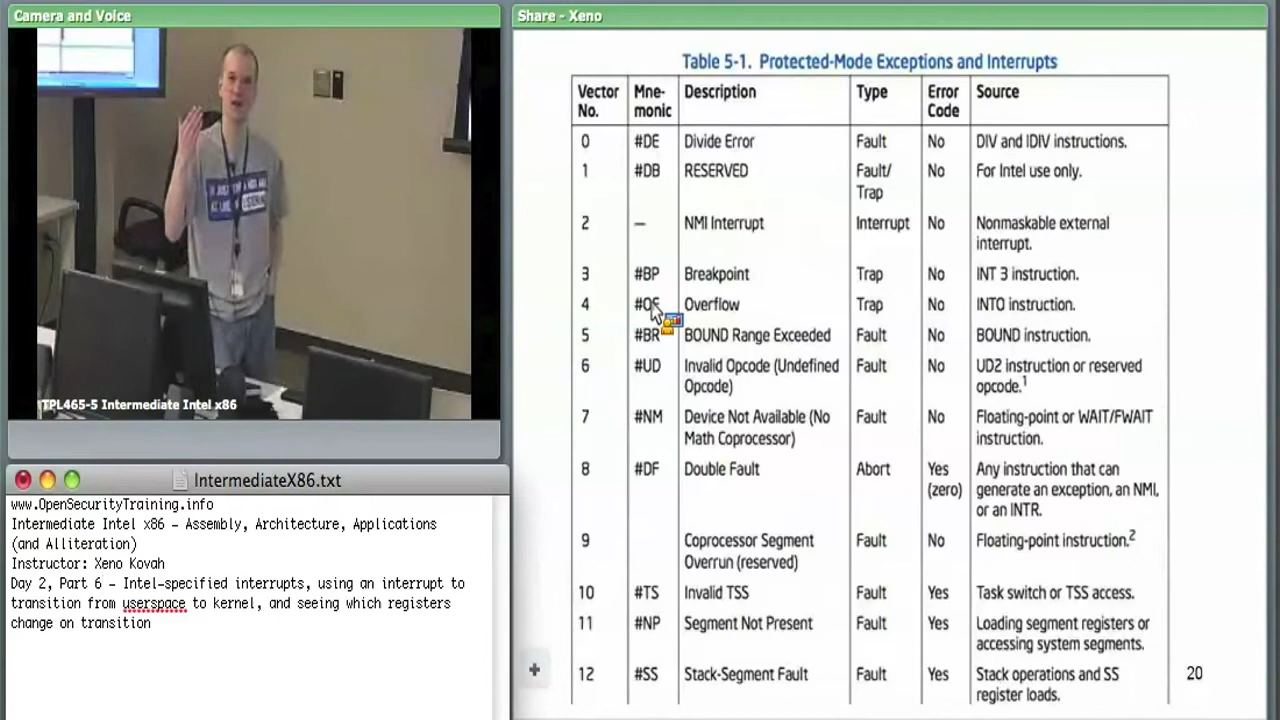 Camera and Voice
TPL465-5 Intermediate Intel x86
IntermediateX86.txt
www.OpenSecurityTraining.info
Intermediate Intel x86 – Assembly, Architecture, Applications
(and Alliteration)
Instructor: Xeno Kovah
Day 2, Part 6 – Intel-specified interrupts, using an interrupt to
transition from userspace to kernel, and seeing which registers
change on transition
Share - Xeno
Table 5-1. Protected-Mode Exceptions and Interrupts
Vector No. Mne-monic Description Type Error Code Source
0 #DE Divide Error Fault No DIV and IDIV instructions.
1 #DB RESERVED Fault/ No For Intel use only.
Trap
2 — NMI Interrupt Interrupt No Nonmaskable external
interrupt.
3 #BP Breakpoint Trap No INT 3 instruction.
4 #OF Overflow Trap No INTO instruction.
5 #BR BOUND Range Exceeded Fault No BOUND instruction.
6 #UD Invalid Opcode (Undefined Fault No UD2 instruction or reserved
Opcode) opcode.1
7 #NM Device Not Available (No Fault No Floating-point or WAIT/FWAIT
Math Coprocessor) instruction.
8 #DF Double Fault Abort Yes Any instruction that can
(zero) generate an exception, an NMI,
or an INTR.
9 Coprocessor Segment Fault No Floating-point instruction.2
Overrun (reserved)
10 #TS Invalid TSS Fault Yes Task switch or TSS access.
11 #NP Segment Not Present Fault Yes Loading segment registers or
accessing system segments.
12 #SS Stack-Segment Fault Fault Yes Stack operations and SS
register loads.
20